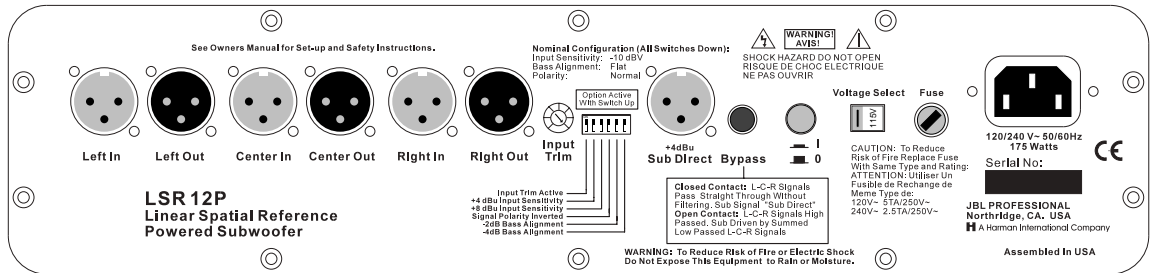 See Owners Manual for Set-up and Safety Instructions.
Left In
Left Out
Center In
Center Out
Right In
Right Out
LSR 12P
Linear Spatial Reference
Powered Subwoofer
Nominal Configuration (All Switches Down):
Input Sensitivity: -10 dBV
Bass Alignment: Flat
Polarity: Normal
Option Active
With Switch Up
Input
Trim
Input Trim Active
+4 dBu Input Sensitivity
+8 dBu Input Sensitivity
Signal Polarity Inverted
-2dB Bass Alignment
-4dB Bass Alignment
WARNING!
AVIS!
SHOCK HAZARD DO NOT OPEN
RISQUE DE CHOC ELECTRIQUE
NE PAS OUVRIR
+4dBu
Sub Direct
Bypass
I
0
Closed Contact: L-C-R Signals
Pass Straight Through Without
Filtering. Sub Signal "Sub Direct"
Open Contact: L-C-R Signals High
Passed. Sub Driven by Summed
Low Passed L-C-R Signals
WARNING: To Reduce Risk of Fire or Electric Shock
Do Not Expose This Equipment to Rain or Moisture.
Voltage Select
115V
Fuse
CAUTION: To Reduce
Risk of Fire Replace Fuse
With Same Type and Rating:
ATTENTION: Utiliser Un
Fusible de Rechange de
Meme Type de:
120V~ 5TA/250V~
240V~ 2.5TA/250V~
120/240 V~ 50/60Hz
175 Watts
Serial No:
CE
JBL PROFESSIONAL
Northridge, CA. USA
H A Harman International Company
Assembled In USA